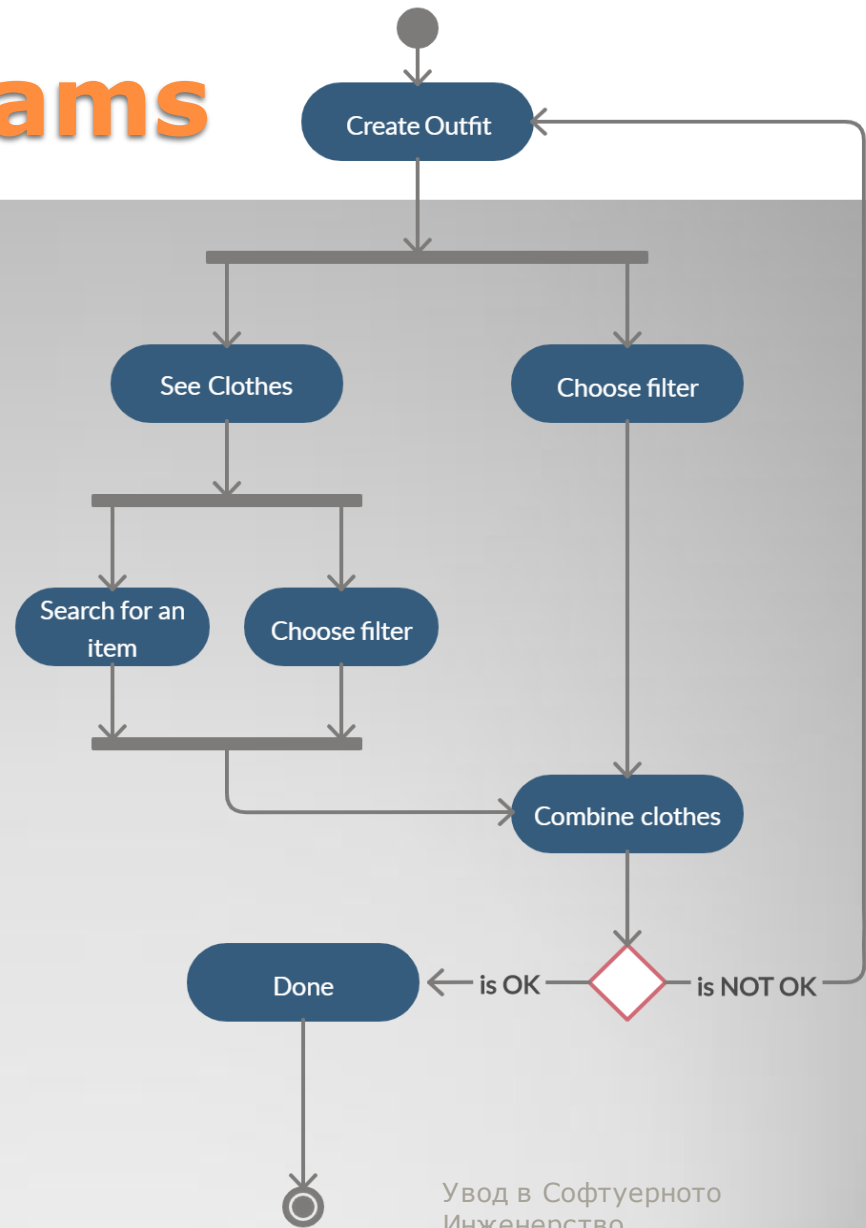 ams
Create Outfit
See Clothes
Choose filter
Search for an
item
Choose filter
Combine clothes
Done
is OK
is NOT OK
Увод в Софтуерното
Инженерство